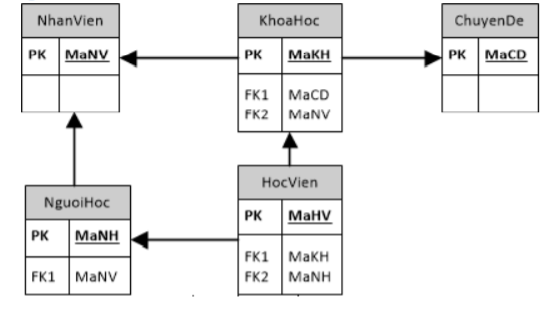 NhanVien
PK MaNV
KhoaHoc
PK MaKH
FK1 MaCD
FK2 MaNV
ChuyenDe
PK MaCD
NguoiHoc
PK MaNH
FK1 MaNV
HocVien
PK MaHV
FK1 MaKH
FK2 MaNH